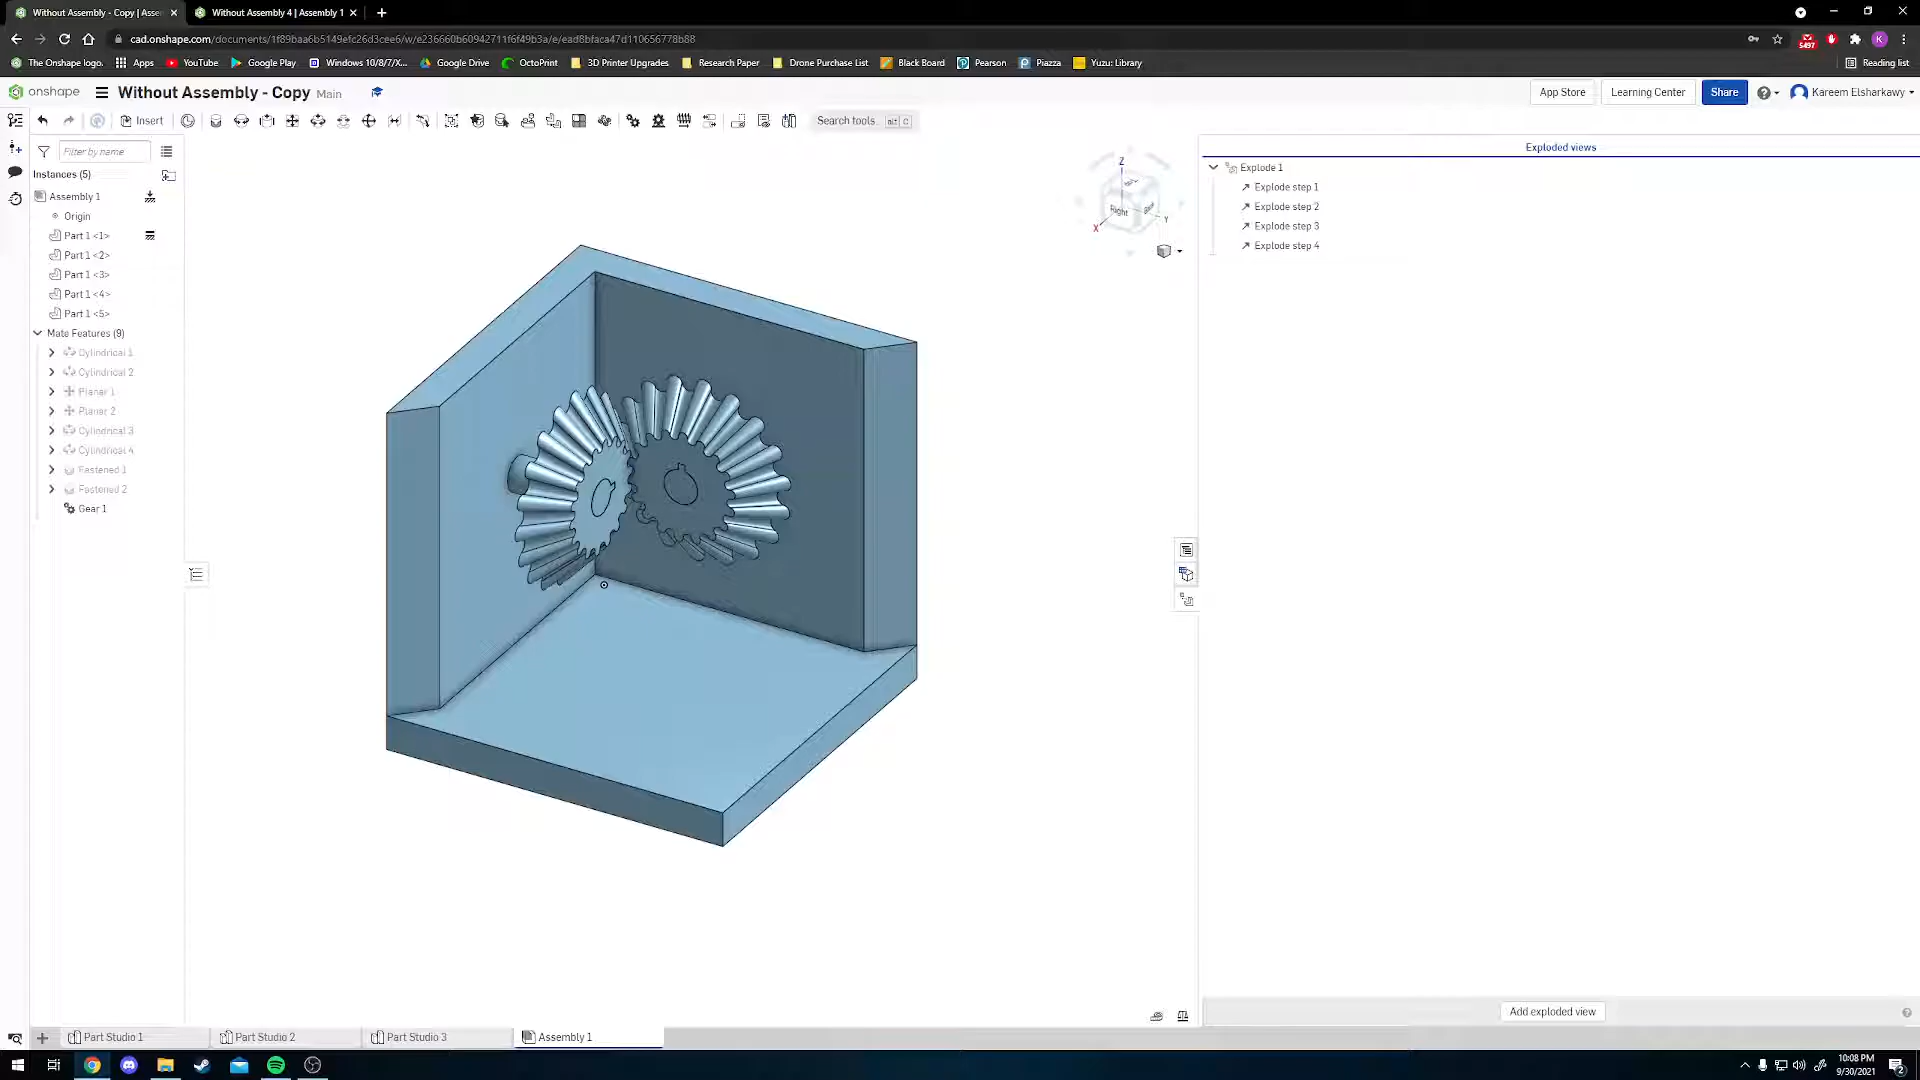 Without Assembly - Copy | Assem
Without Assembly 4 | Assembly 1
cad.onshape.com/documents/1f89baa6b5149efc26d3cee6/w/e236660b60942711f6f49b3a/e/ead8bfaca47d110656778b88
5497
K
The Onshape logo.
Apps
YouTube
Google Play
Windows 10/8/7/X...
Google Drive
OctoPrint
3D Printer Upgrades
Research Paper
Drone Purchase List
Black Board
Pearson
Piazza
Yuzu: Library
Reading list
onshape
Without Assembly - Copy Main
App Store
Learning Center
Share
Kareem Elsharkawy
Insert
Search tools... alt C
Filter by name
Instances (5)
Assembly 1
Origin
Part 1 <1>
Part 1 <2>
Part 1 <3>
Part 1 <4>
Part 1 <5>
Mate Features (9)
Cylindrical 1
Cylindrical 2
Planar 1
Planar 2
Cylindrical 3
Cylindrical 4
Fastened 1
Fastened 2
Gear 1
Z
Right
Y
X
Exploded views
Explode 1
Explode step 1
Explode step 2
Explode step 3
Explode step 4
Add exploded view
Part Studio 1
Part Studio 2
Part Studio 3
Assembly 1
10:08 PM
9/30/2021
2